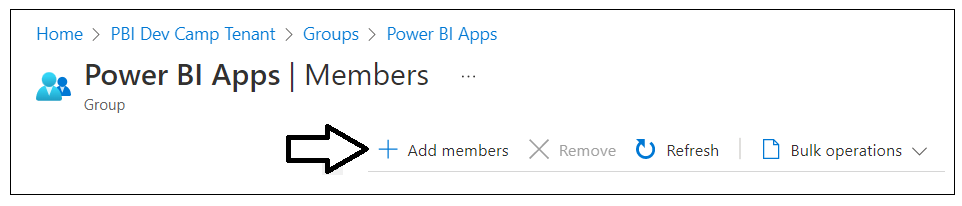 Home > PBI Dev Camp Tenant > Groups > Power BI Apps
Power BI Apps | Members ...
Group
Add members Remove Refresh Bulk operations